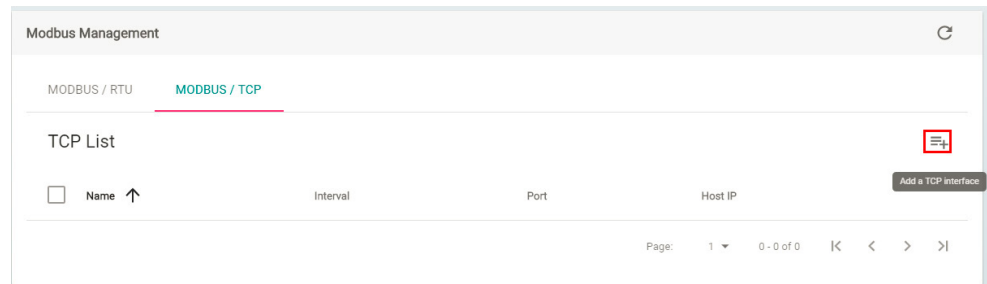 Modbus Management
MODBUS / RTU MODBUS / TCP
TCP List
Add a TCP interface
Name Interval Port Host IP
Page: 1 0 - 0 of 0